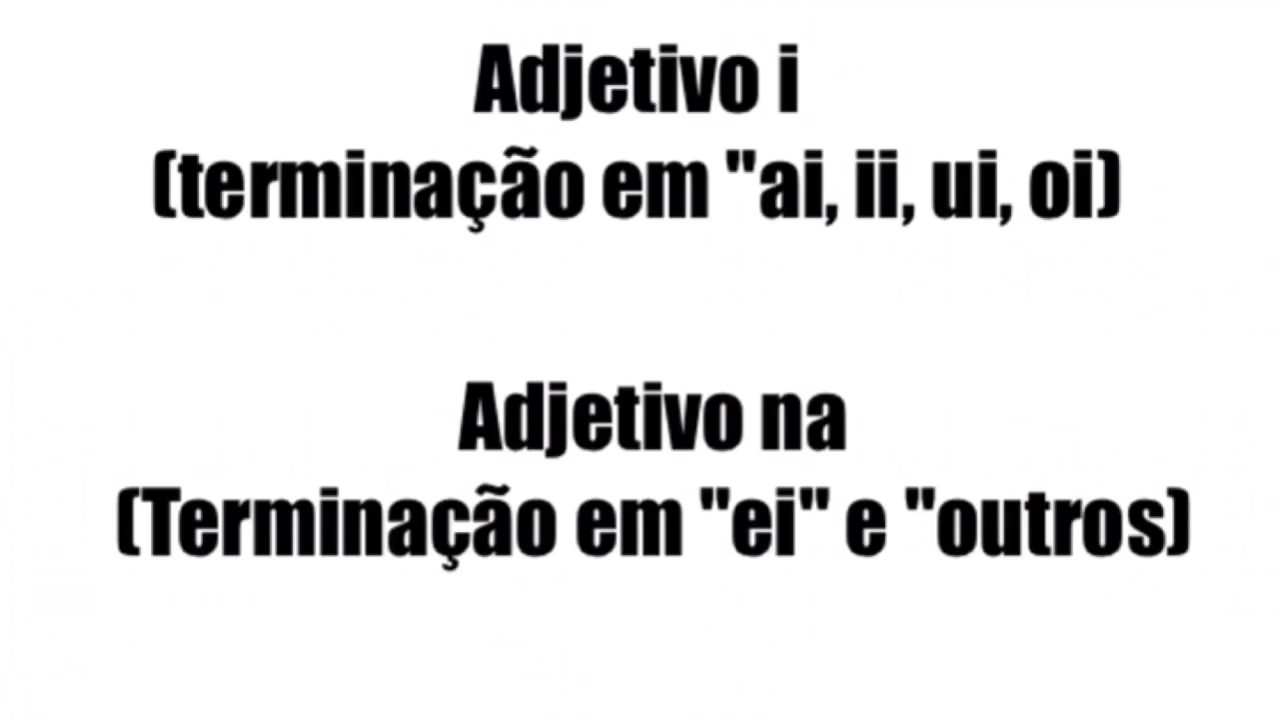 Adjetivo i
(terminação em "ai, ii, ui, oi)
Adjetivo na
(Terminação em "ei" e "outros)